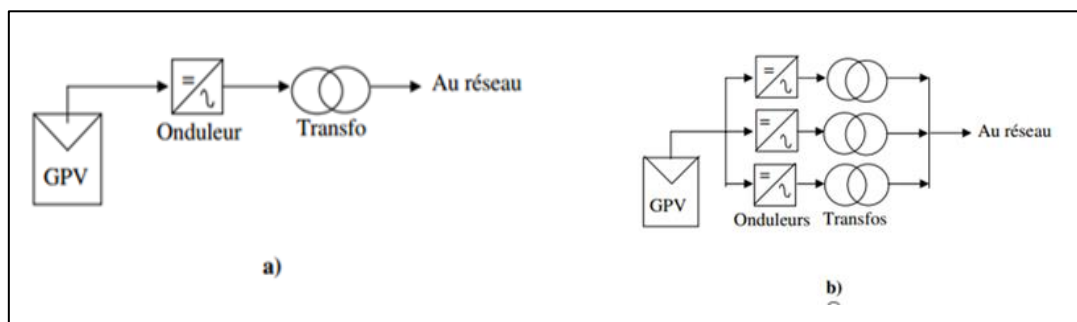 Au réseau
Onduleur
Transfo
GPV
a)
Au réseau
GPV
Onduleurs
Transfos
b)